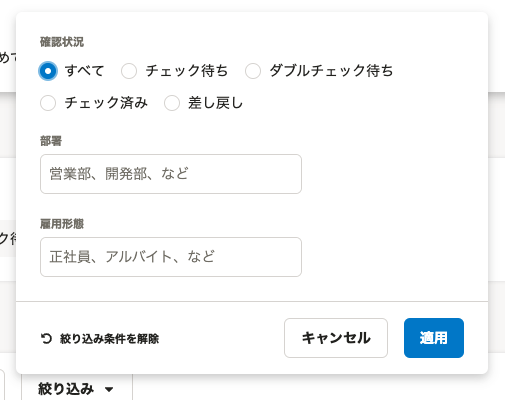 確認状況
すべて チェック待ち ダブルチェック待ち
チェック済み 差し戻し
部署
営業部、開発部、など
雇用形態
正社員、アルバイト、など
絞り込み条件を解除 キャンセル 適用
絞り込み